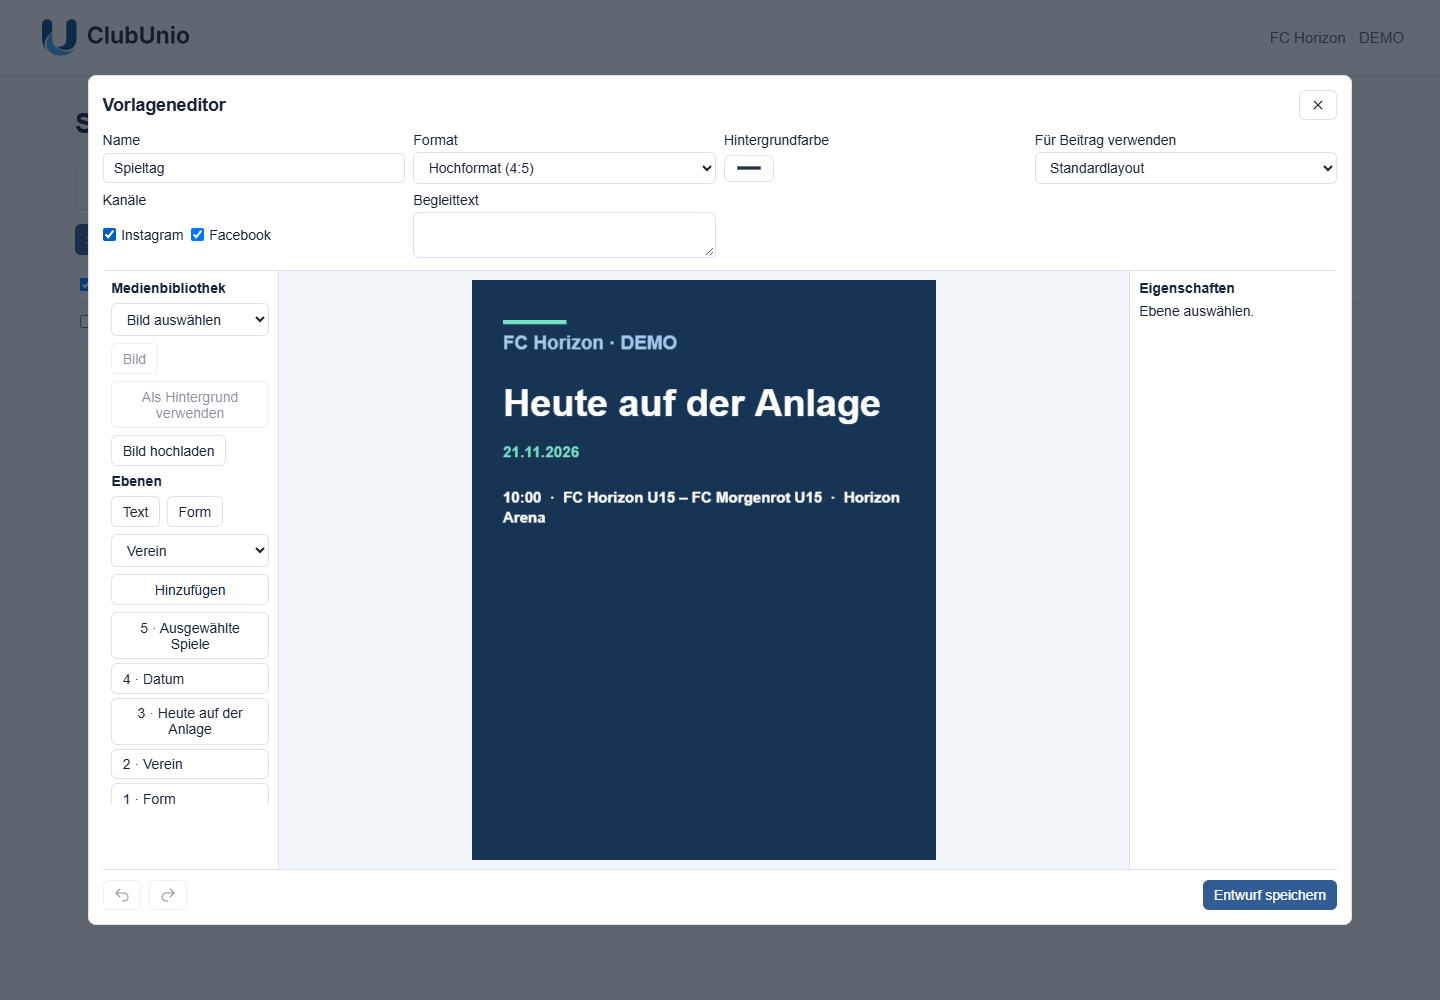 ClubUnio
FC Horizon · DEMO
Vorlageneditor
Name
Format
Hintergrundfarbe
Für Beitrag verwenden
Spieltag
Hochformat (4:5)
Standardlayout
Kanäle
Begleittext
Instagram
Facebook
Medienbibliothek
Bild auswählen
Bild
Als Hintergrund
verwenden
Bild hochladen
Ebenen
Text
Form
Verein
Hinzufügen
5 · Ausgewählte
Spiele
4 · Datum
3 · Heute auf der
Anlage
2 · Verein
1 · Form
FC Horizon · DEMO
Heute auf der Anlage
21.11.2026
10:00 · FC Horizon U15 – FC Morgenrot U15 · Horizon
Arena
Eigenschaften
Ebene auswählen.
Entwurf speichern